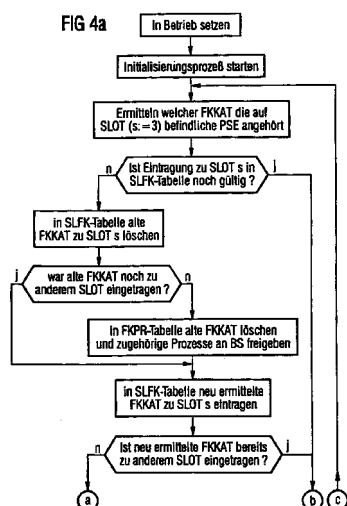 FIG 4a
In Betrieb setzen
Initialisierungsprozeß starten
Ermitteln welcher FKKAT die auf
SLOT (s:=3) befindliche PSE angehört
n
Ist Eintragung zu SLOT s in
SLFK-Tabelle noch gültig ?
j
in SLFK-Tabelle alte
FKKAT zu SLOT s löschen
j
war alte FKKAT noch zu
anderem SLOT eingetragen ?
n
in FKPR-Tabelle alte FKKAT löschen
und zugehörige Prozesse an BS freigeben
in SLFK-Tabelle neu ermittelte
FKKAT zu SLOT s eintragen
n
Ist neu ermittelte FKKAT bereits
zu anderem SLOT eingetragen ?
j
a
b
c